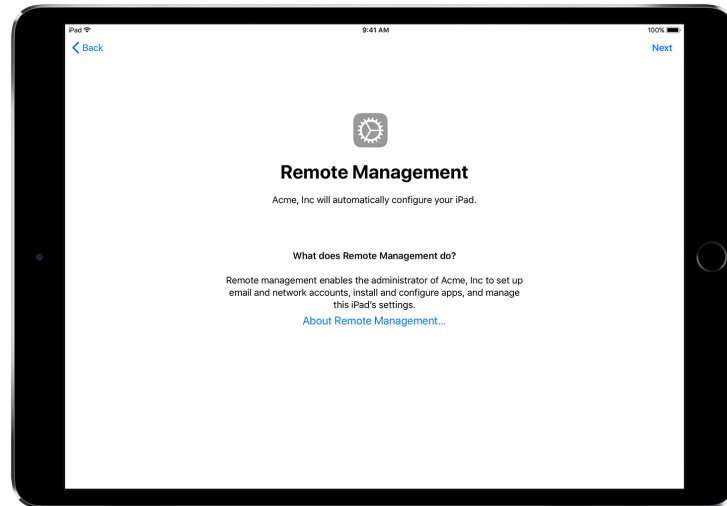 iPad 9:41 AM 100%
Back Next
Remote Management
Acme, Inc will automatically configure your iPad.
What does Remote Management do?
Remote management enables the administrator of Acme, Inc to set up
email and network accounts, install and configure apps, and manage
this iPad’s settings.
About Remote Management...